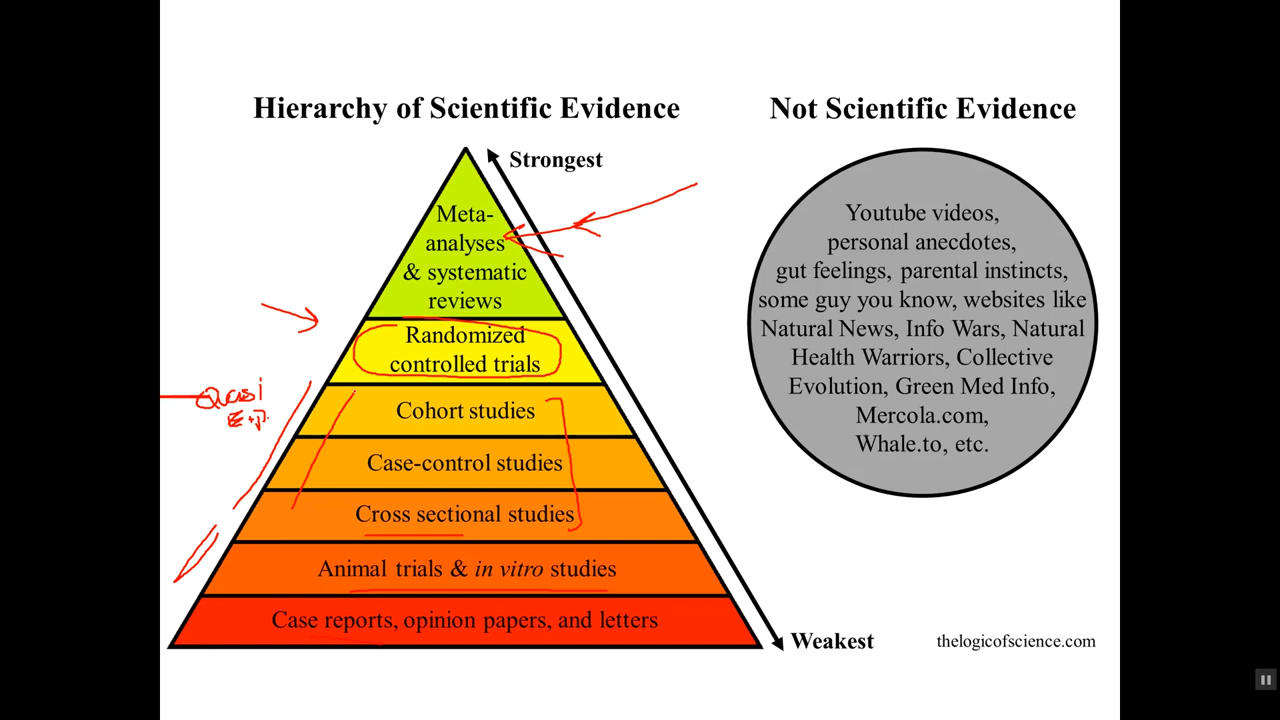 Hierarchy of Scientific Evidence
Strongest
Meta-
analyses
& systematic
reviews
Randomized
controlled trials
Cohort studies
Case-control studies
Cross sectional studies
Animal trials & in vitro studies
Case reports, opinion papers, and letters
Weakest
Quasi
Exp.
Not Scientific Evidence
Youtube videos,
personal anecdotes,
gut feelings, parental instincts,
some guy you know, websites like
Natural News, Info Wars, Natural
Health Warriors, Collective
Evolution, Green Med Info,
Mercola.com,
Whale.to, etc.
thelogicofscience.com